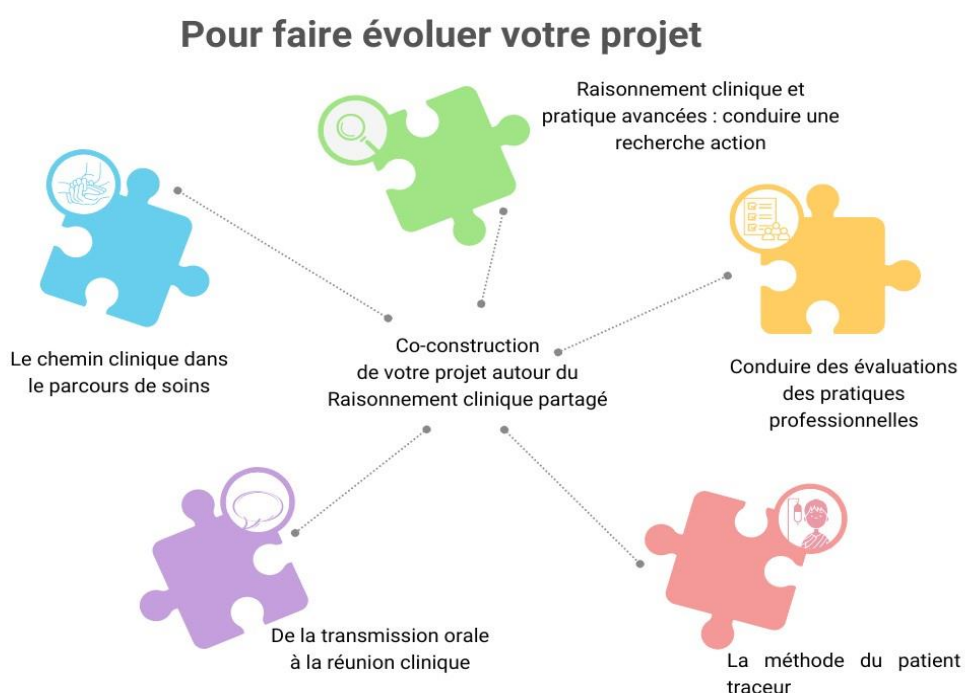 Pour faire évoluer votre projet
Raisonnement clinique et
pratique avancées : conduire une
recherche action
Le chemin clinique dans
le parcours de soins
Co-construction
de votre projet autour du
Raisonnement clinique partagé
Conduire des évaluations
des pratiques
professionnelles
De la transmission orale
à la réunion clinique
La méthode du patient
traceur